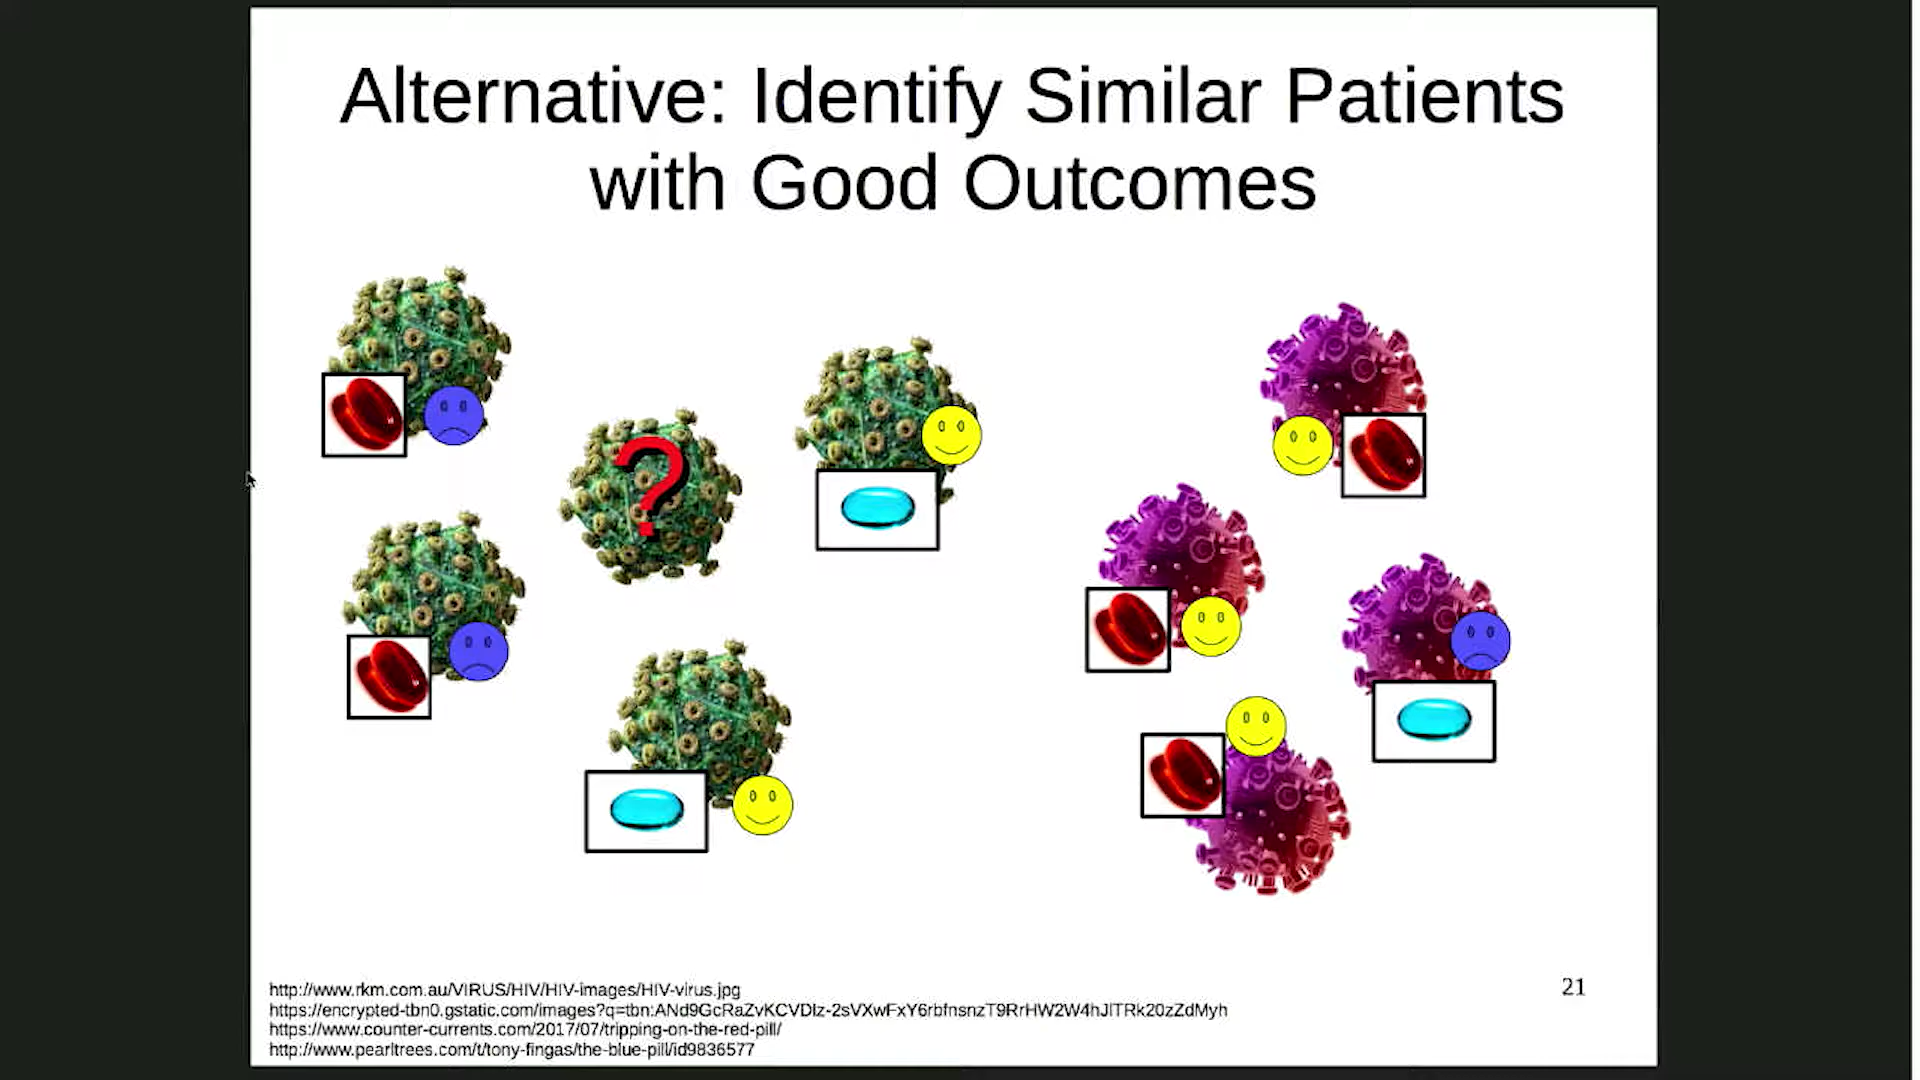 Alternative: Identify Similar Patients
with Good Outcomes
?
http://www.rkm.com.au/VIRUS/HIV/HIV-images/HIV-virus.jpg
https://encrypted-tbn0.gstatic.com/images?q=tbn:ANd9GcRaZvKCVDIz-2sVXwFxY6rbfnsnzT9RrHW2W4hJlTRk20zZdMyh
https://www.counter-currents.com/2017/07/tripping-on-the-red-pill/
http://www.pearltrees.com/t/tony-fingas/the-blue-pill/id9836577
21